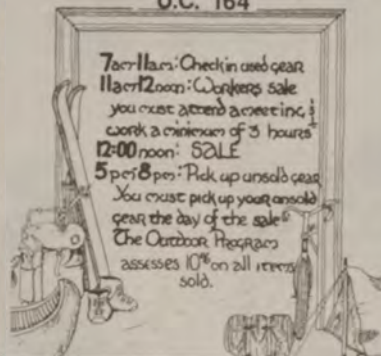 U.C. 164
7am-11am: Check in used gear
11am-12noon: Workers sale
you must attend a meeting &
work a minimum of 3 hours
12:00 noon: SALE
5pm-8pm: Pick up unsold gear
You must pick up your unsold
gear the day of the sale
The Outdoor Program
assesses 10% on all items
sold.